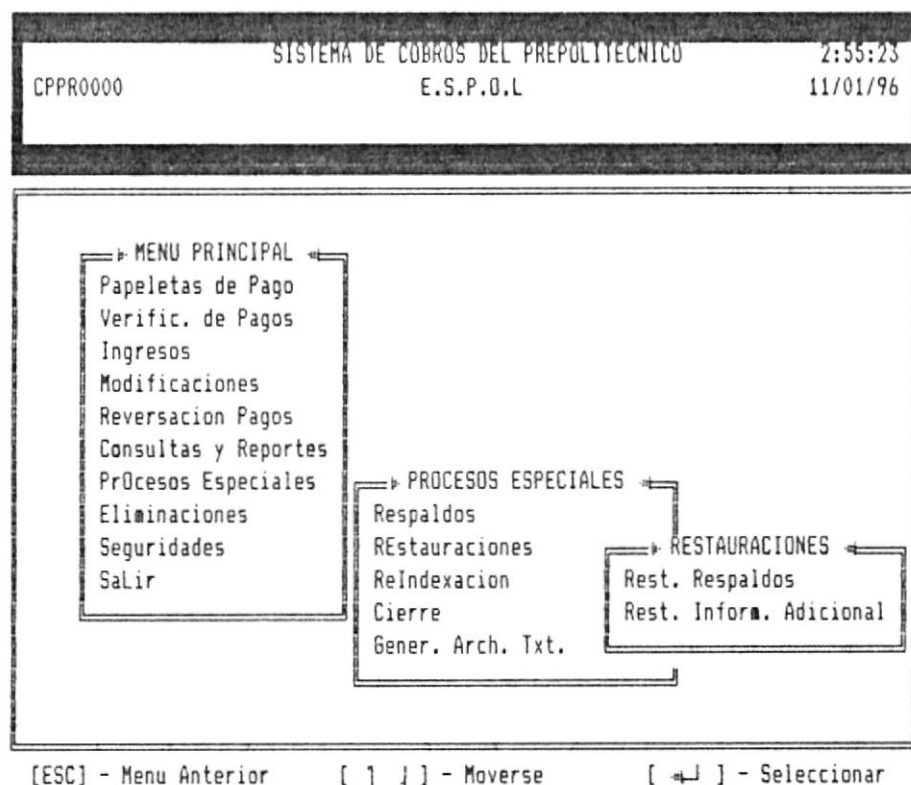 SISTEMA DE COBROS DEL PREPOLITECNICO 2:55:23
CPPR0000 E.S.P.O.L 11/01/96
MENU PRINCIPAL
Papeletas de Pago
Verific. de Pagos
Ingresos
Modificaciones
Reversacion Pagos
Consultas y Reportes
PrOcesos Especiales
Eliminaciones
Seguridades
SaLir
PROCESOS ESPECIALES
Respaldos
REstauraciones
ReIndexacion
Cierre
Gener. Arch. Txt.
RESTAURACIONES
Rest. Respaldos
Rest. Inform. Adicional
[ESC] - Menu Anterior [ ↑ ↓ ] - Moverse [ ↵ ] - Seleccionar